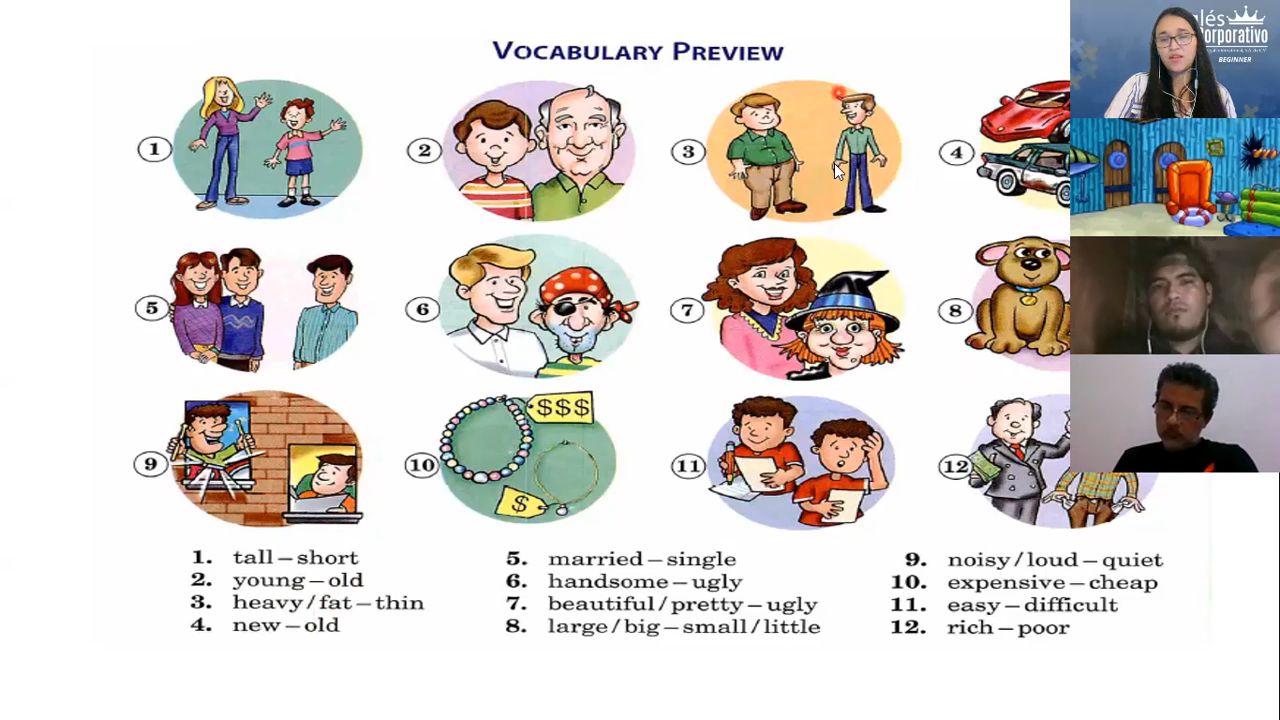 VOCABULARY PREVIEW
1
2
3
4
5
6
7
8
9
10
$$$
$
11
12
1. tall – short
2. young – old
3. heavy / fat – thin
4. new – old
5. married – single
6. handsome – ugly
7. beautiful / pretty – ugly
8. large / big – small / little
9. noisy / loud – quiet
10. expensive – cheap
11. easy – difficult
12. rich – poor
glés
orporativo
BEGINNER